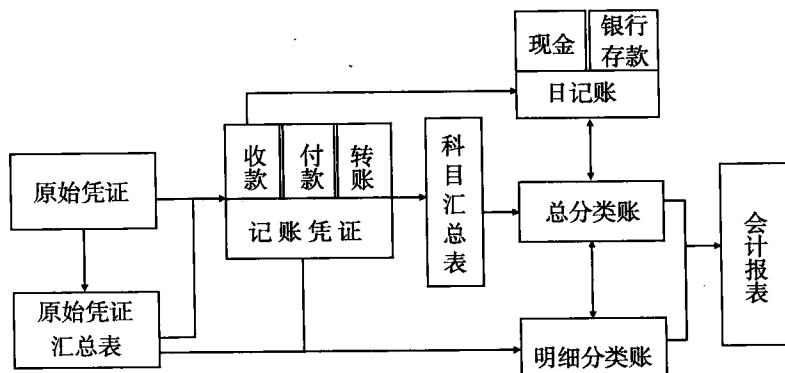 现金
银行
存款
日记账
收款
付款
转账
记账凭证
科目汇总表
原始凭证
原始凭证
汇总表
总分类账
明细分类账
会计报表